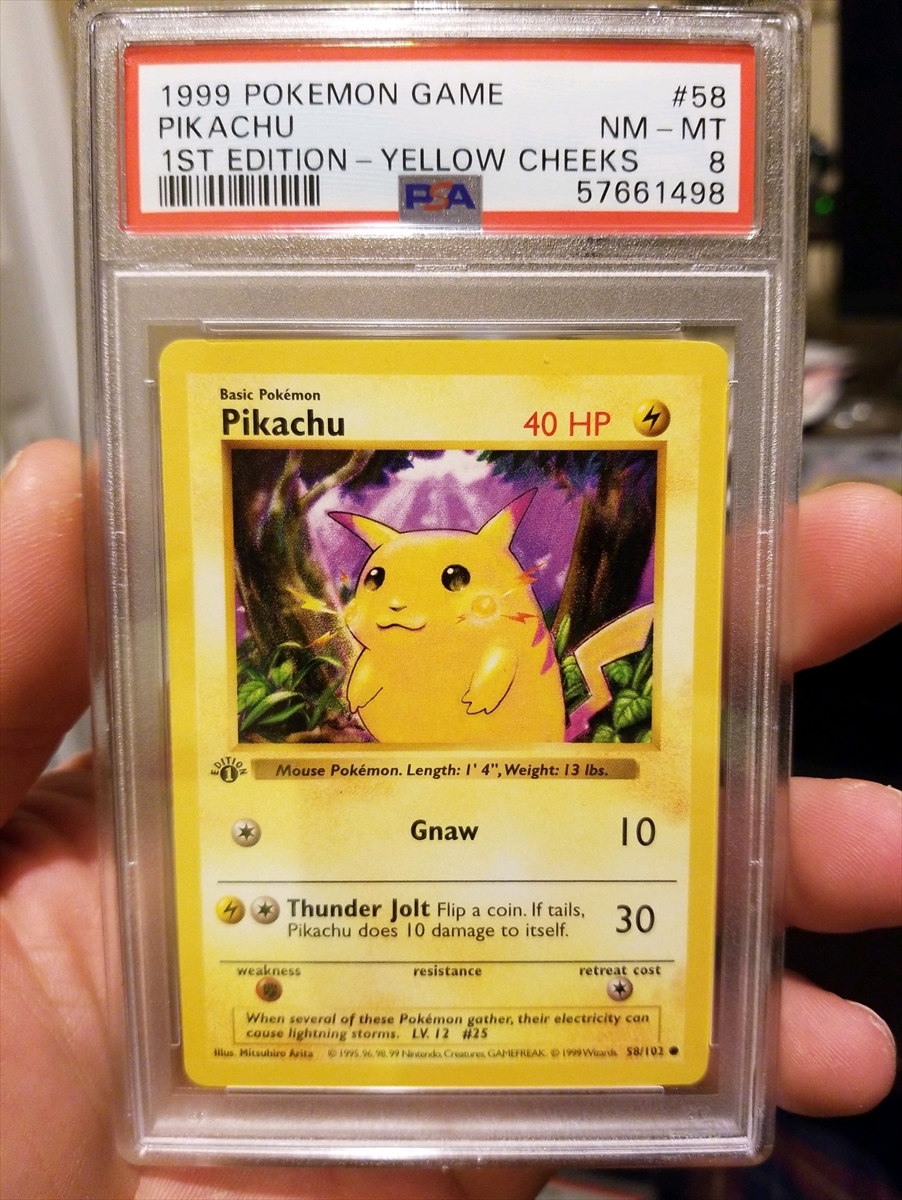 1999 POKEMON GAME #58
PIKACHU NM - MT
1ST EDITION - YELLOW CHEEKS 8
PSA 57661498
Basic Pokémon
Pikachu 40 HP
EDITION 1
Mouse Pokémon. Length: 1' 4", Weight: 13 lbs.
Gnaw 10
Thunder Jolt Flip a coin. If tails,
Pikachu does 10 damage to itself. 30
weakness resistance retreat cost
When several of these Pokémon gather, their electricity can
cause lightning storms. LV. 12 #25
Illus. Mitsuhiro Arita © 1995, 96, 98, 99 Nintendo, Creatures, GAMEFREAK. © 1999 Wizards. 58/102